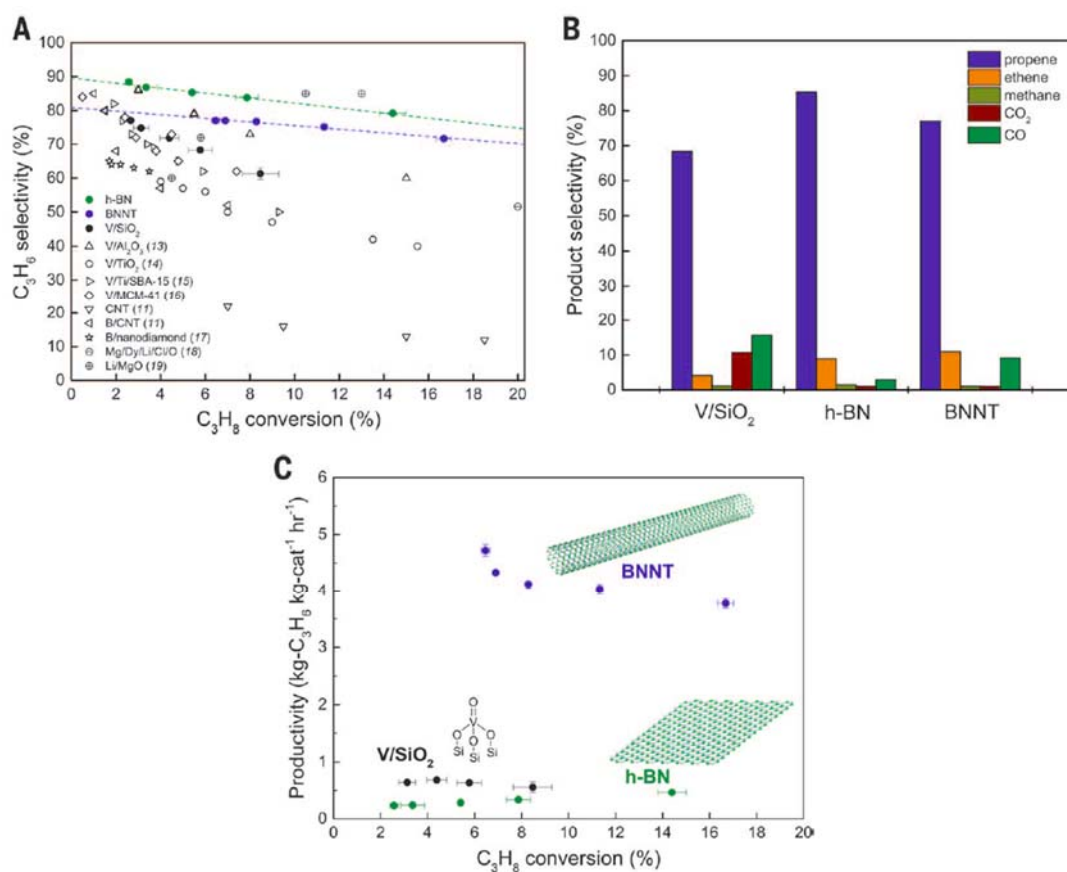 A
C₃H₆ selectivity (%)
100
90
80
70
60
50
40
30
20
10
0
h-BN
BNNT
V/SiO₂
V/Al₂O₃ (13)
V/TiO₂ (14)
V/Ti/SBA-15 (15)
V/MCM-41 (16)
CNT (11)
B/CNT (11)
B/nanodiamond (17)
Mg/Dy/Li/Cl/O (18)
Li/MgO (19)
0 2 4 6 8 10 12 14 16 18 20
C₃H₈ conversion (%)
B
Product selectivity (%)
100
90
80
70
60
50
40
30
20
10
0
propene
ethene
methane
CO₂
CO
V/SiO₂ h-BN BNNT
C
Productivity (kg-C₃H₆ kg-cat⁻¹ hr⁻¹)
6
5
4
3
2
1
0
BNNT
O
V
O O O
Si Si Si
V/SiO₂
h-BN
0 2 4 6 8 10 12 14 16 18 20
C₃H₈ conversion (%)